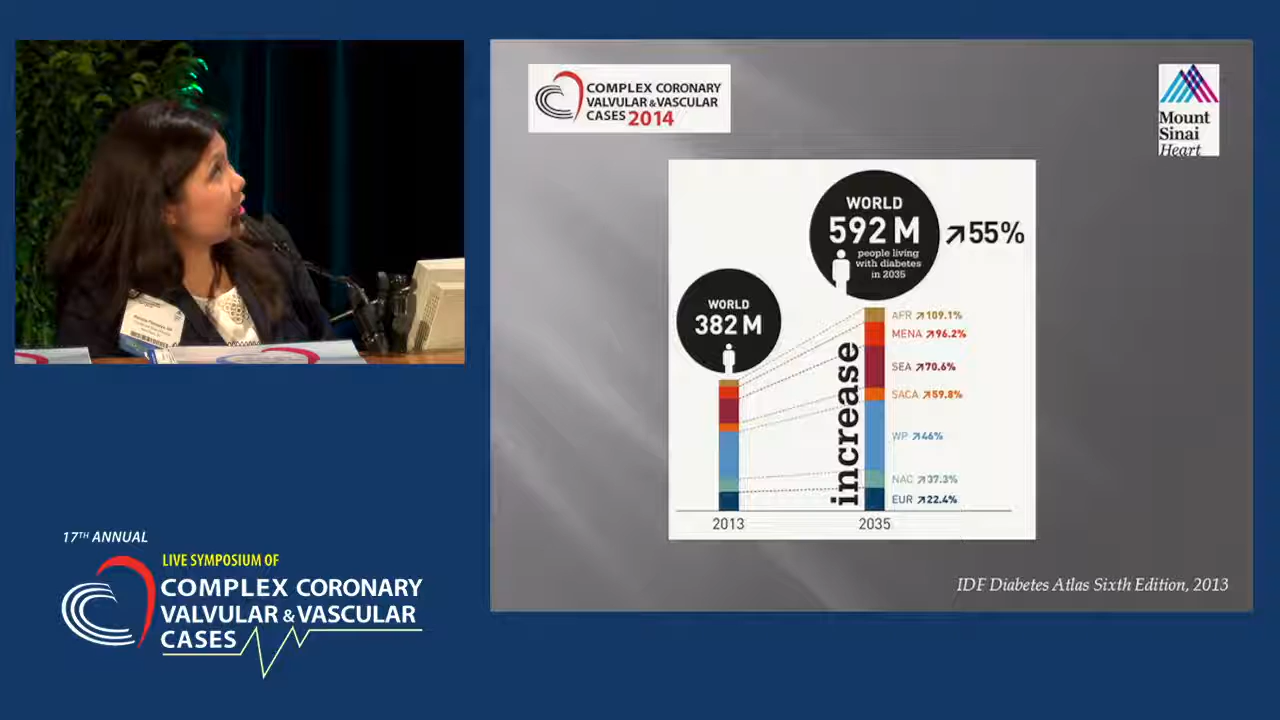 COMPLEX CORONARY
VALVULAR & VASCULAR
CASES 2014
Mount
Sinai
Heart
WORLD
592 M
people living
with diabetes
in 2035
↗55%
WORLD
382 M
increase
AFR ↗109.1%
MENA ↗96.2%
SEA ↗70.6%
SACA ↗59.8%
WP ↗46%
NAC ↗37.3%
EUR ↗22.4%
2013
2035
IDF Diabetes Atlas Sixth Edition, 2013
17TH ANNUAL
LIVE SYMPOSIUM OF
COMPLEX CORONARY
VALVULAR & VASCULAR
CASES